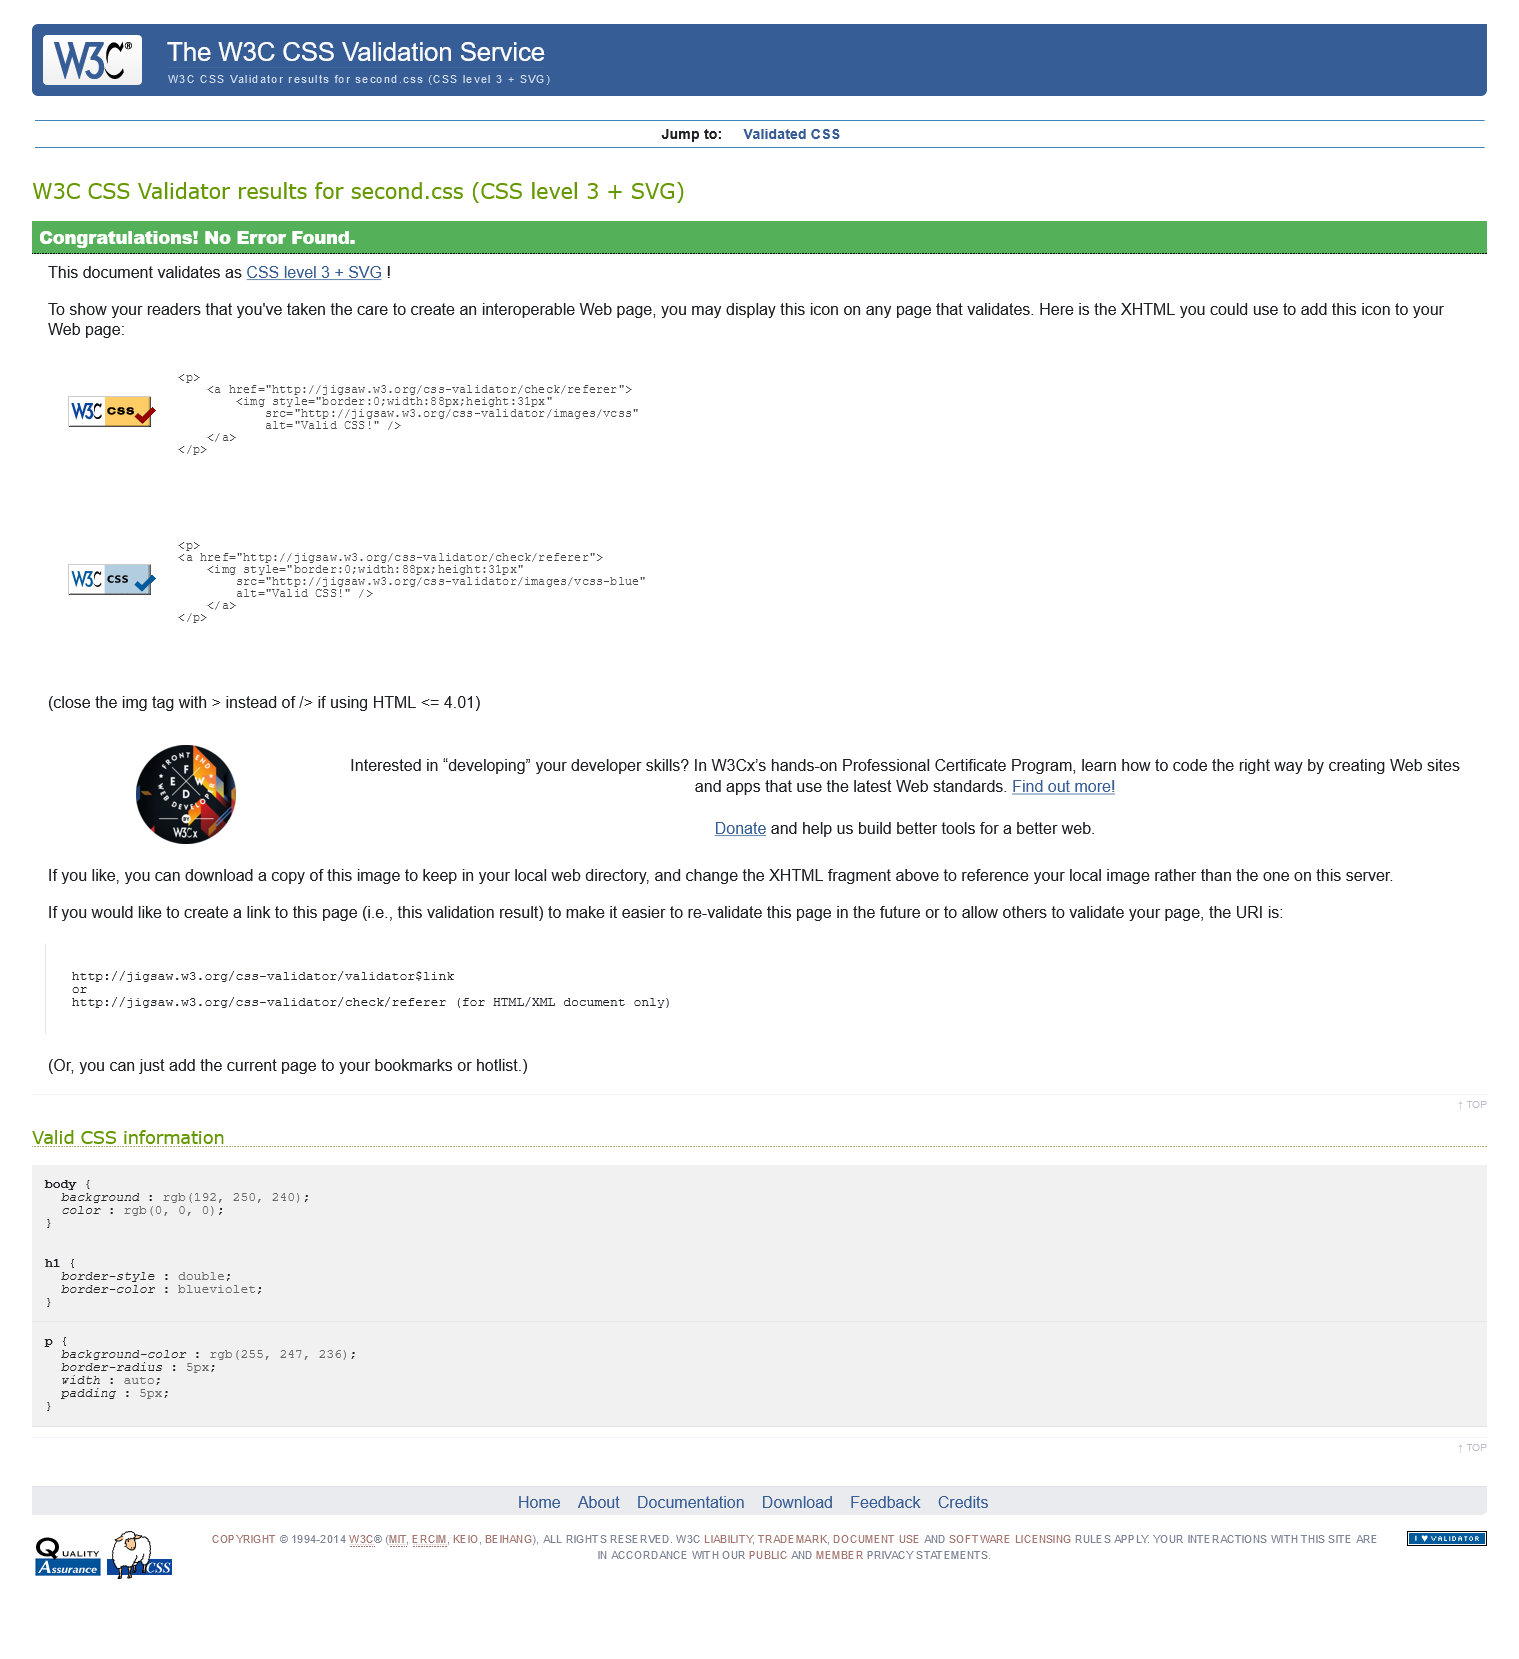 W3C®
The W3C CSS Validation Service
W3C CSS Validator results for second.css (CSS level 3 + SVG)
Jump to: Validated CSS
W3C CSS Validator results for second.css (CSS level 3 + SVG)
Congratulations! No Error Found.
This document validates as CSS level 3 + SVG !
To show your readers that you've taken the care to create an interoperable Web page, you may display this icon on any page that validates. Here is the XHTML you could use to add this icon to your
Web page:
W3C css
<p>
<a href="http://jigsaw.w3.org/css-validator/check/referer">
<img style="border:0;width:88px;height:31px"
src="http://jigsaw.w3.org/css-validator/images/vcss"
alt="Valid CSS!" />
</a>
</p>
W3C css
<p>
<a href="http://jigsaw.w3.org/css-validator/check/referer">
<img style="border:0;width:88px;height:31px"
src="http://jigsaw.w3.org/css-validator/images/vcss-blue"
alt="Valid CSS!" />
</a>
</p>
(close the img tag with > instead of /> if using HTML <= 4.01)
FRONT END
WEB DEVELOPER
F E W D
W3Cx
Interested in “developing” your developer skills? In W3Cx’s hands-on Professional Certificate Program, learn how to code the right way by creating Web sites
and apps that use the latest Web standards. Find out more!
Donate and help us build better tools for a better web.
If you like, you can download a copy of this image to keep in your local web directory, and change the XHTML fragment above to reference your local image rather than the one on this server.
If you would like to create a link to this page (i.e., this validation result) to make it easier to re-validate this page in the future or to allow others to validate your page, the URI is:
http://jigsaw.w3.org/css-validator/validator$link
or
http://jigsaw.w3.org/css-validator/check/referer (for HTML/XML document only)
(Or, you can just add the current page to your bookmarks or hotlist.)
↑ TOP
Valid CSS information
body {
background : rgb(192, 250, 240);
color : rgb(0, 0, 0);
}
h1 {
border-style : double;
border-color : blueviolet;
}
p {
background-color : rgb(255, 247, 236);
border-radius : 5px;
width : auto;
padding : 5px;
}
↑ TOP
Home About Documentation Download Feedback Credits
QUALITY
Assurance
CSS
COPYRIGHT © 1994-2014 W3C® (MIT, ERCIM, KEIO, BEIHANG), ALL RIGHTS RESERVED. W3C LIABILITY, TRADEMARK, DOCUMENT USE AND SOFTWARE LICENSING RULES APPLY. YOUR INTERACTIONS WITH THIS SITE ARE
IN ACCORDANCE WITH OUR PUBLIC AND MEMBER PRIVACY STATEMENTS.
I ♥ VALIDATOR